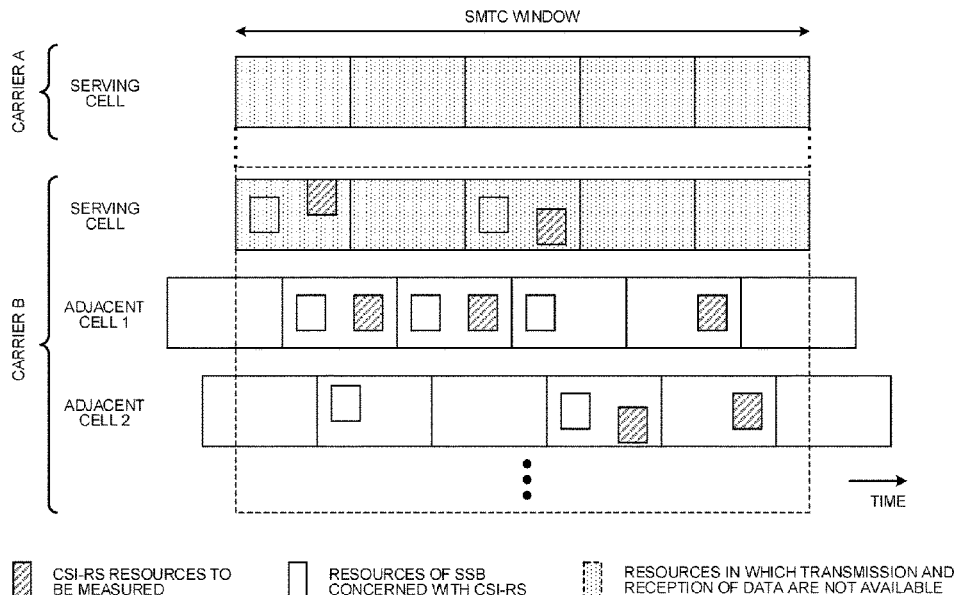 SMTC WINDOW
CARRIER A
SERVING
CELL
CARRIER B
SERVING
CELL
ADJACENT
CELL 1
ADJACENT
CELL 2
TIME
CSI-RS RESOURCES TO
BE MEASURED
RESOURCES OF SSB
CONCERNED WITH CSI-RS
RESOURCES IN WHICH TRANSMISSION AND
RECEPTION OF DATA ARE NOT AVAILABLE